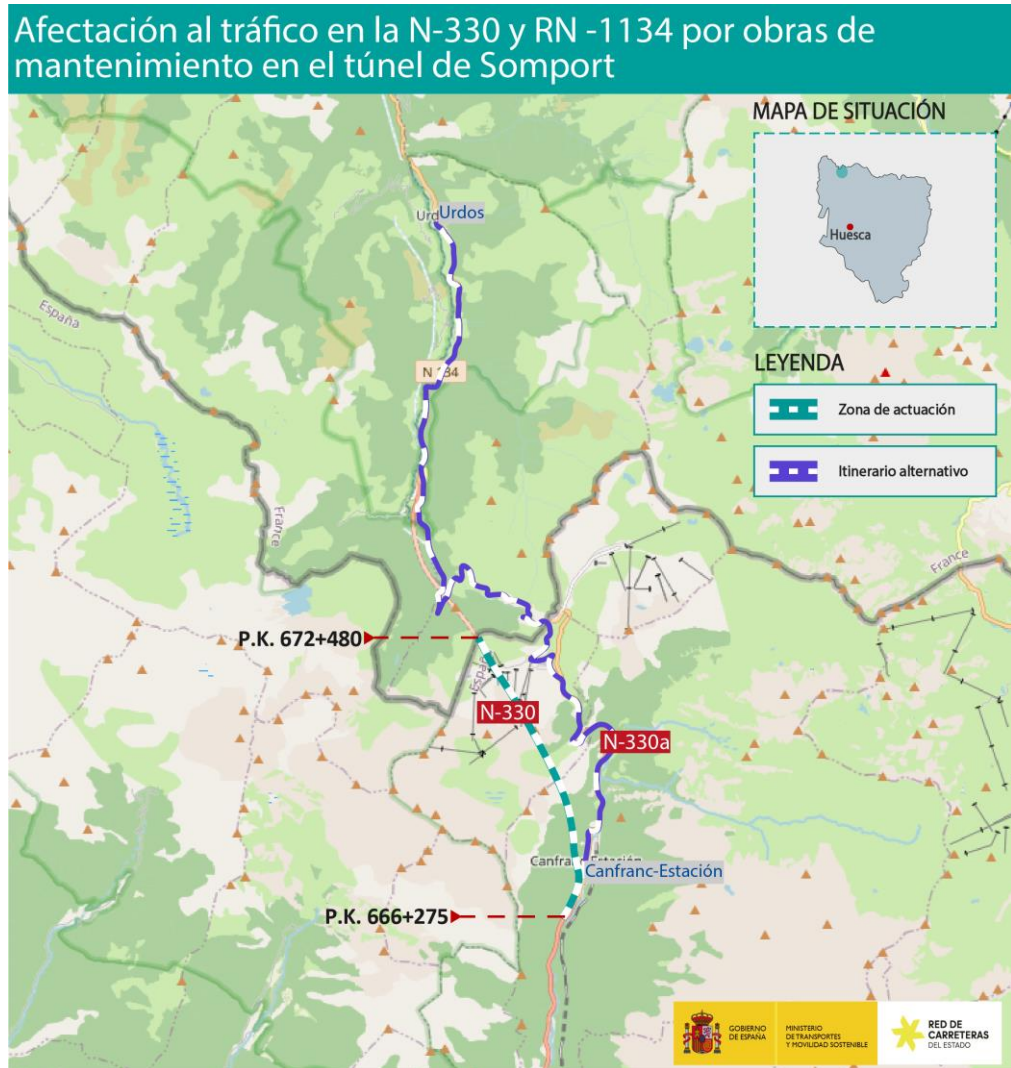 Afectación al tráfico en la N-330 y RN -1134 por obras de
mantenimiento en el túnel de Somport
MAPA DE SITUACIÓN
Huesca
LEYENDA
Zona de actuación
Itinerario alternativo
Urdos
España
France
France
N-330
N-330a
P.K. 672+480
P.K. 666+275
Canfranc-Estación
Canfranc-Estación
GOBIERNO
DE ESPAÑA
MINISTERIO
DE TRANSPORTES
Y MOVILIDAD SOSTENIBLE
RED DE
CARRETERAS
DEL ESTADO